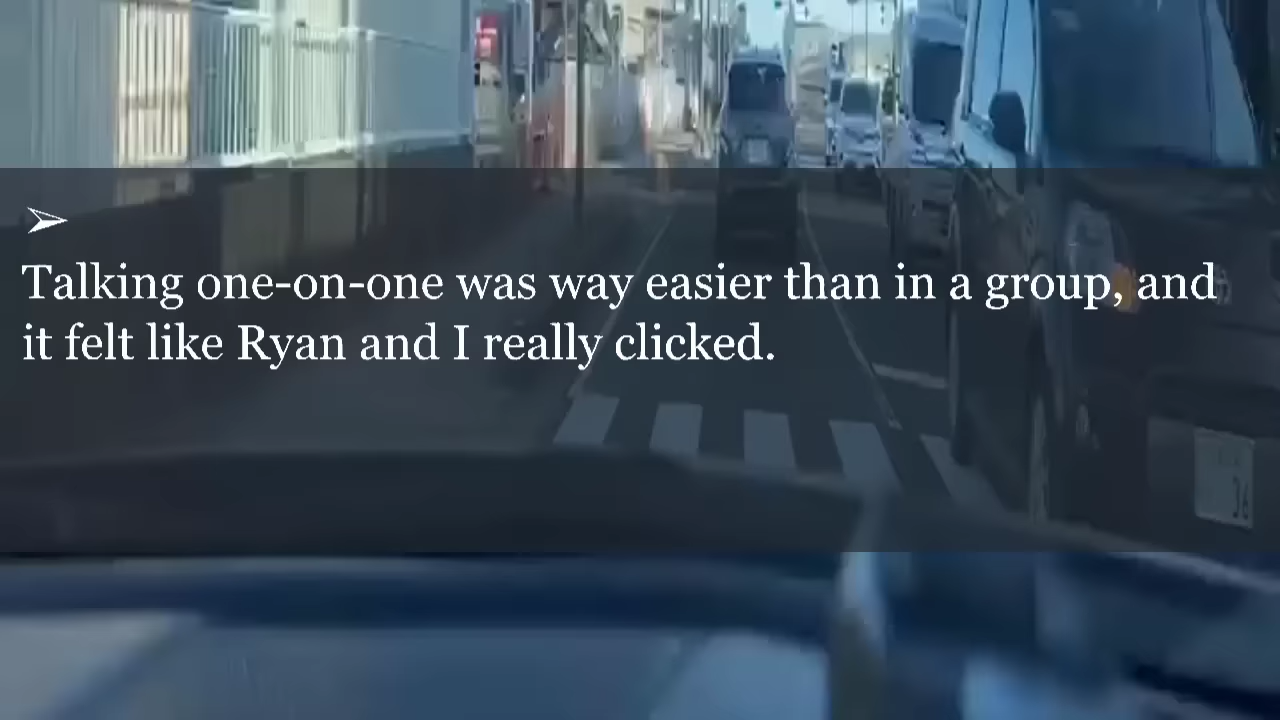 Talking one-on-one was way easier than in a group, and
it felt like Ryan and I really clicked.